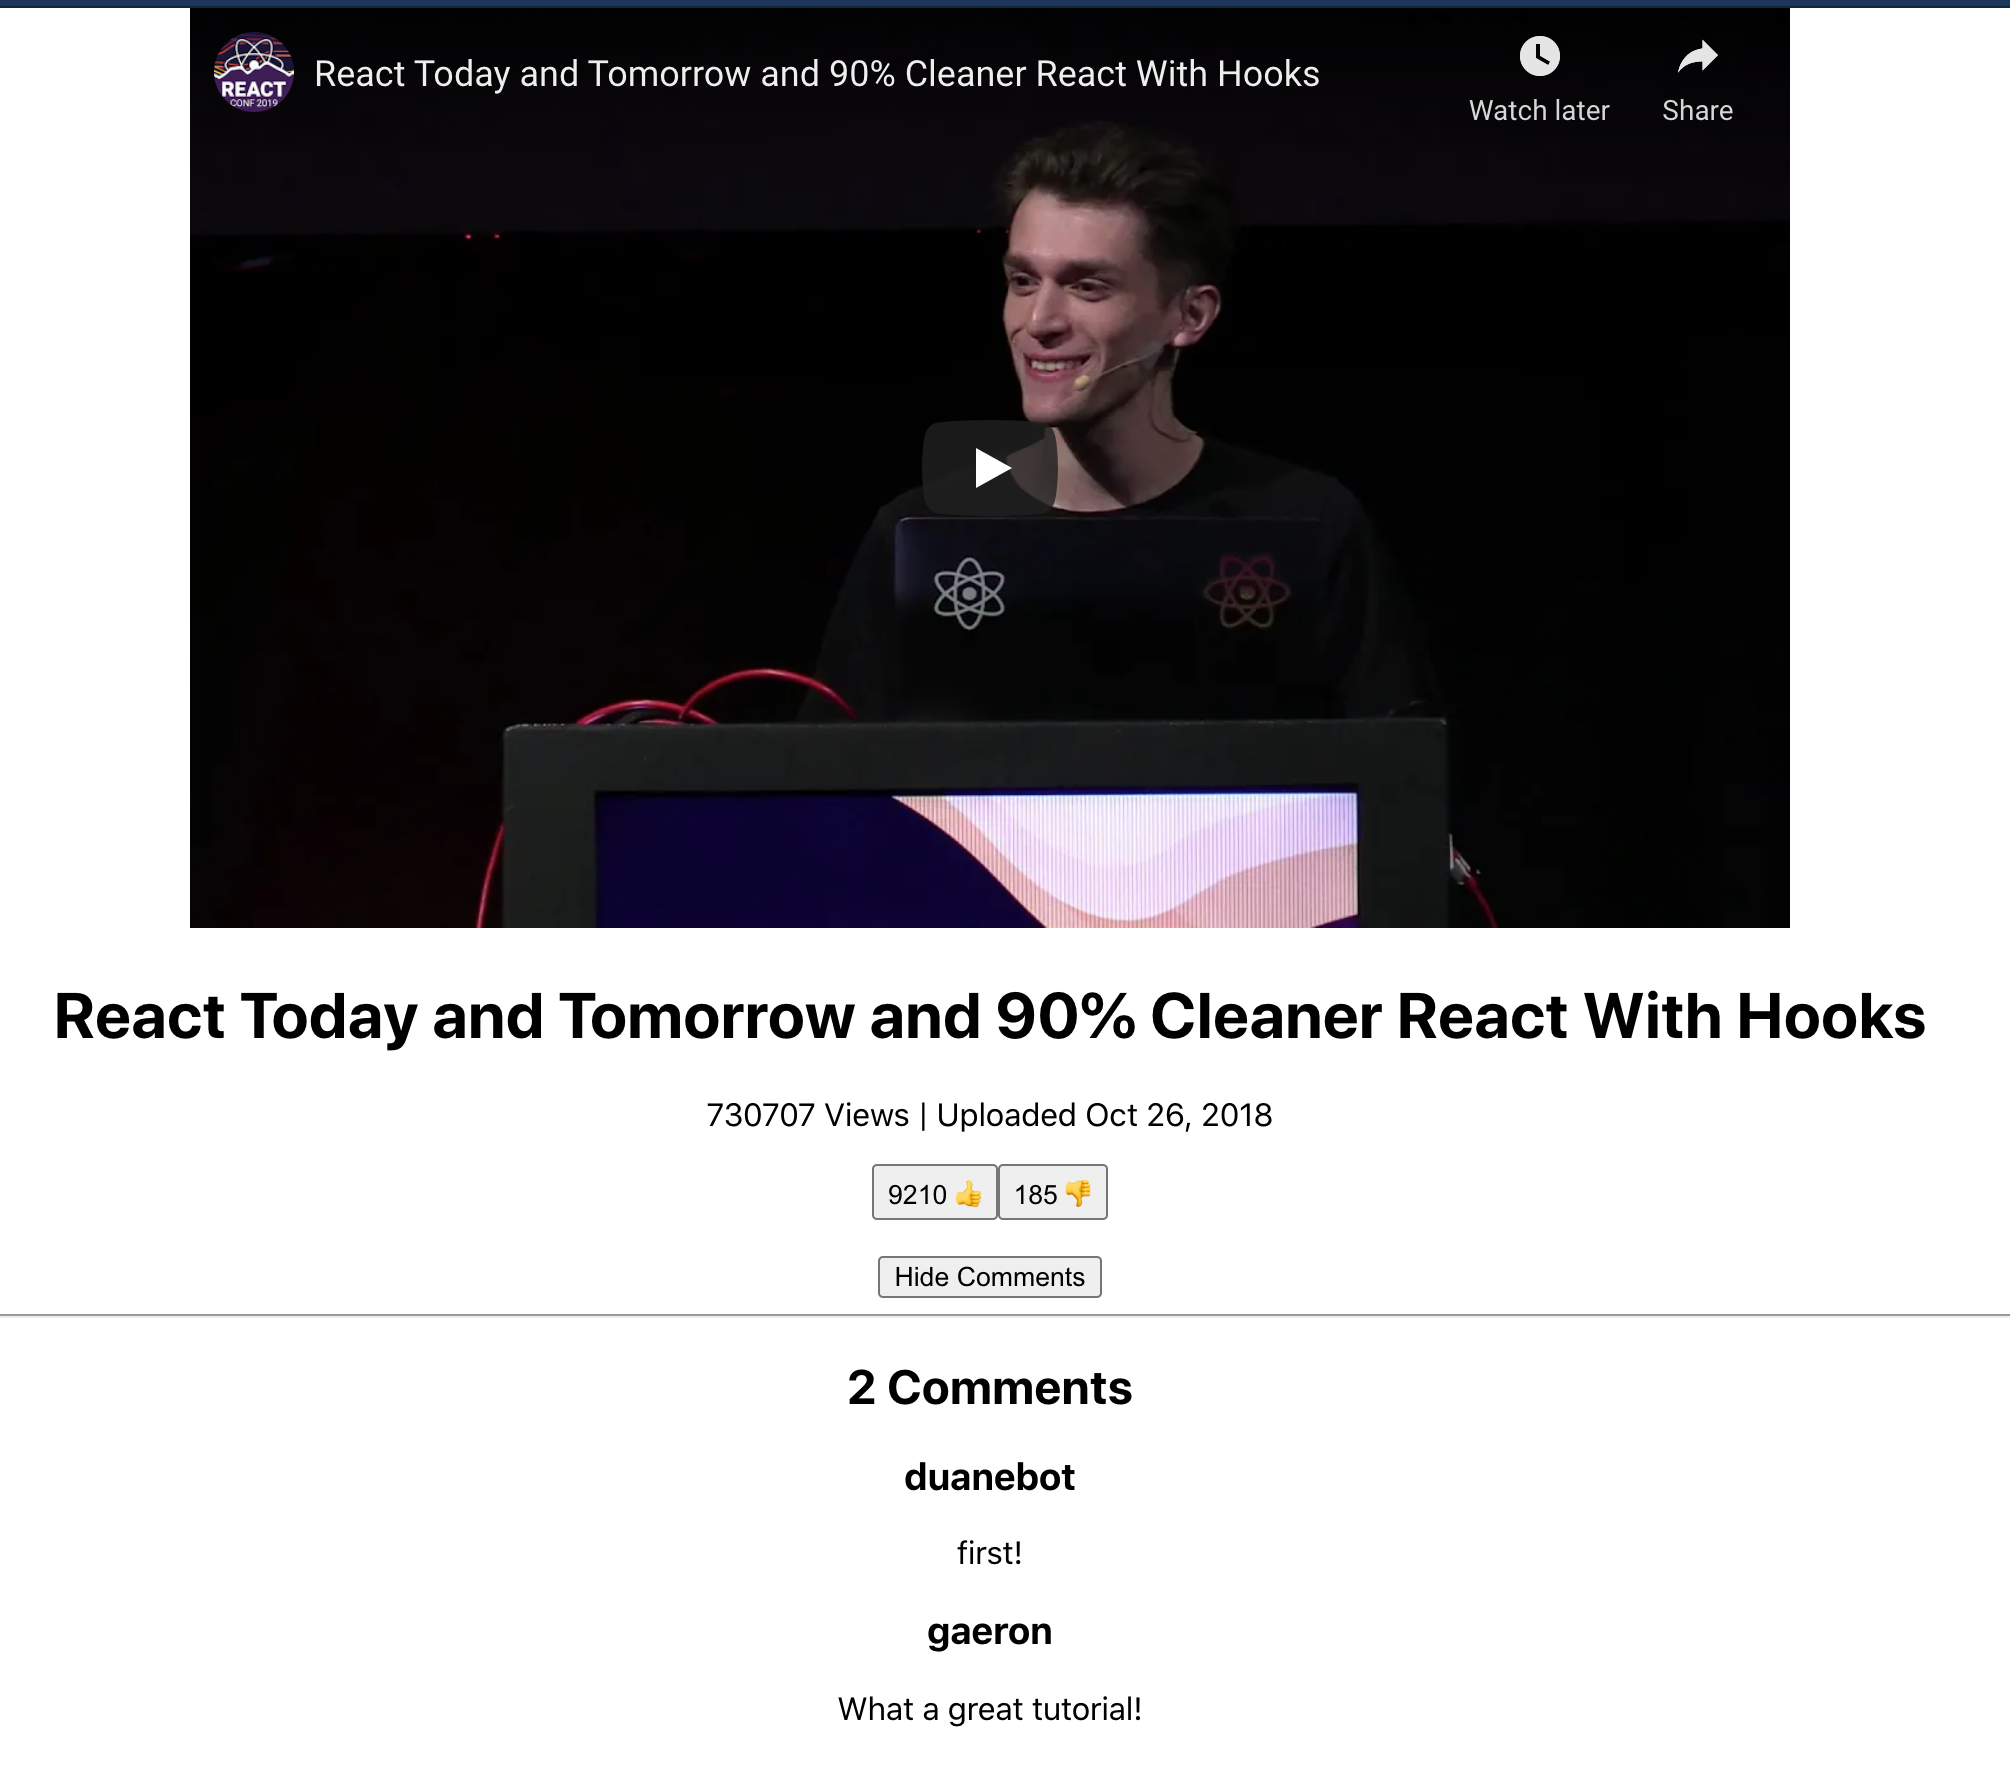 REACT
CONF 2019
React Today and Tomorrow and 90% Cleaner React With Hooks
Watch later
Share
React Today and Tomorrow and 90% Cleaner React With Hooks
730707 Views | Uploaded Oct 26, 2018
9210 👍 185 👎
Hide Comments
2 Comments
duanebot
first!
gaeron
What a great tutorial!